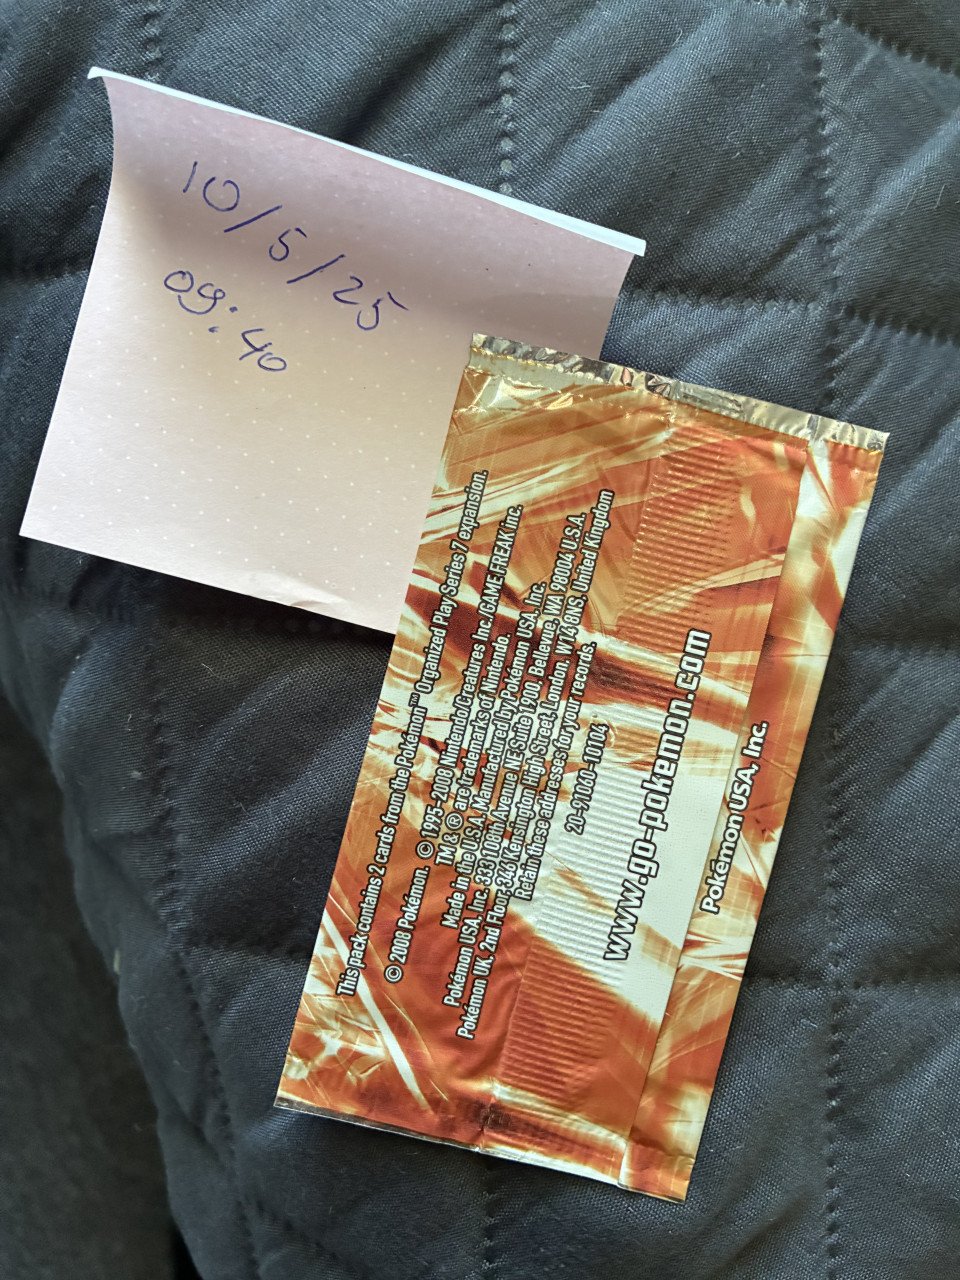 10/5/25
09:40
This pack contains 2 cards from the Pokémon™ Organized Play Series 7 expansion.
© 2008 Pokémon. © 1995-2008 Nintendo/Creatures Inc./GAME FREAK inc.
TM & ® are trademarks of Nintendo.
Made in the U.S.A. Manufactured by Pokémon USA, Inc.
Pokémon USA, Inc. 333 108th Avenue NE Suite 1900, Bellevue, WA 98004 U.S.A.
Pokémon UK, 2nd Floor, 346 Kensington High Street, London, W14 8NS United Kingdom
Retain these addresses for your records.
20-91060-10104
www.go-pokemon.com
Pokémon USA, Inc.